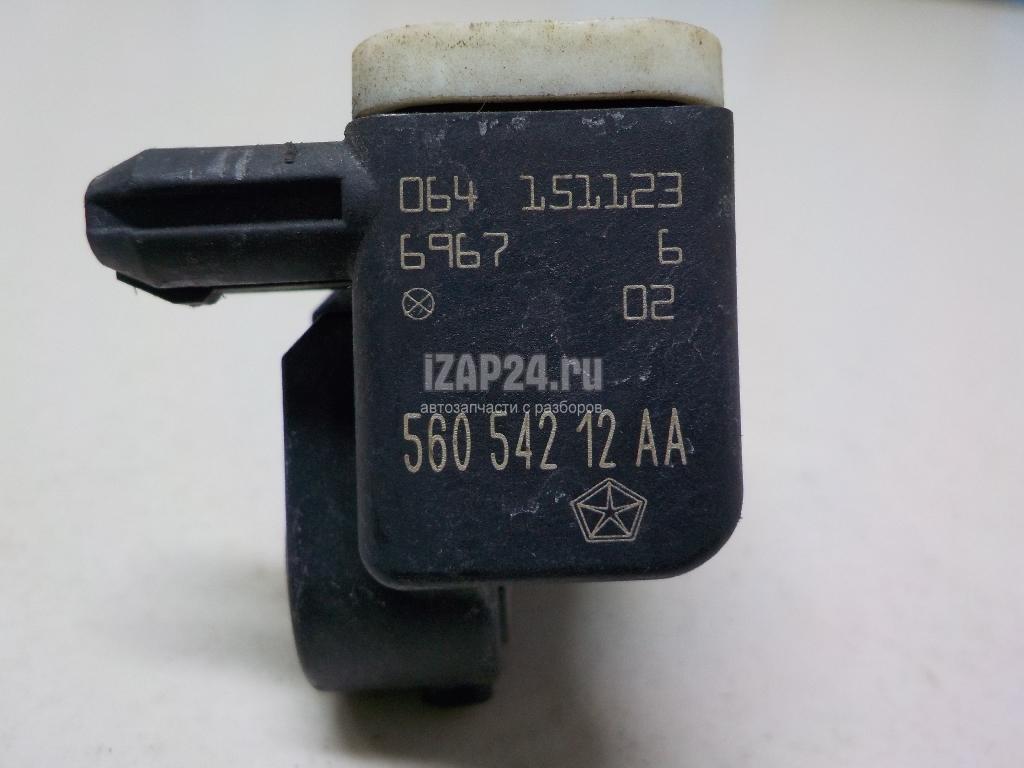 064 151123
6967 6
02
iZAP24.ru
автозапчасти с разборов
560 542 12 AA